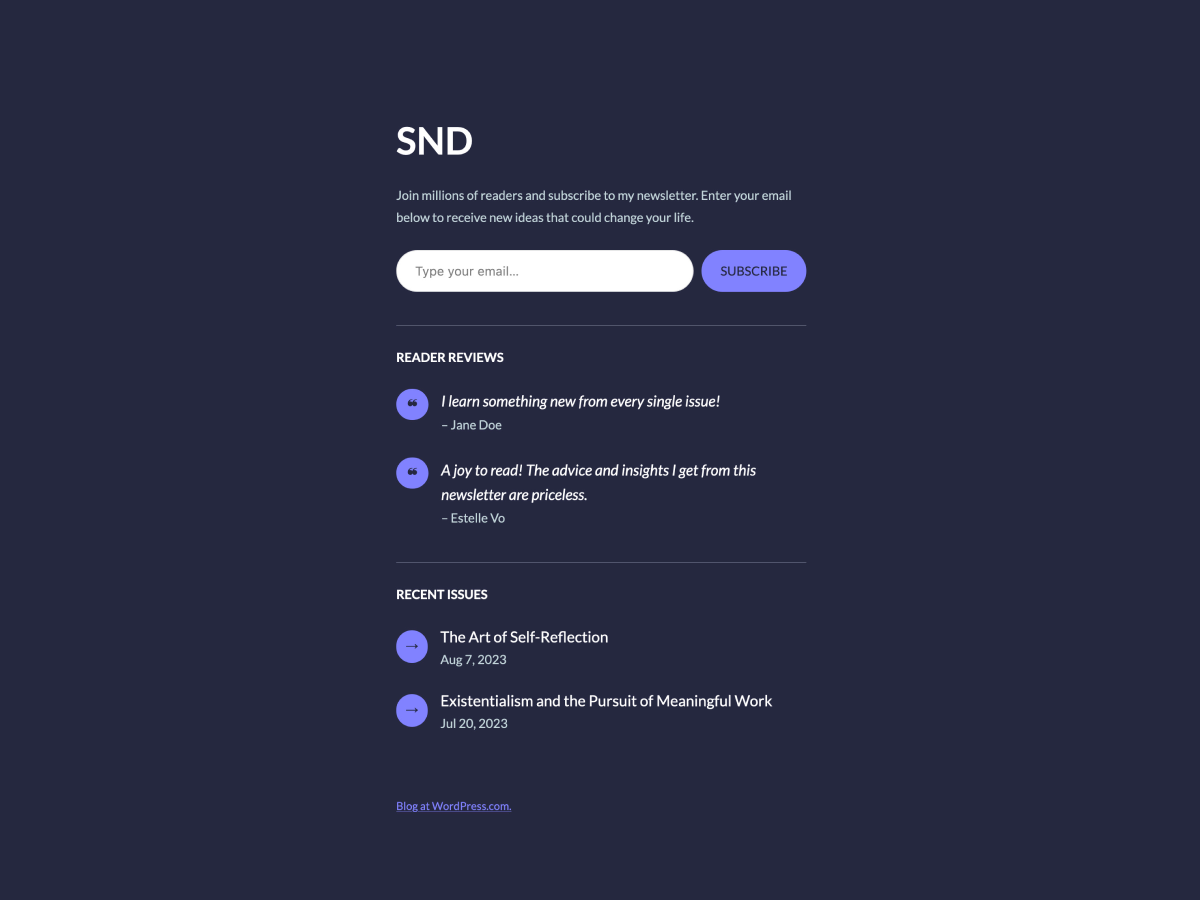 SND
Join millions of readers and subscribe to my newsletter. Enter your email
below to receive new ideas that could change your life.
Type your email...
SUBSCRIBE
READER REVIEWS
❝
I learn something new from every single issue!
– Jane Doe
❝
A joy to read! The advice and insights I get from this
newsletter are priceless.
– Estelle Vo
RECENT ISSUES
→
The Art of Self-Reflection
Aug 7, 2023
→
Existentialism and the Pursuit of Meaningful Work
Jul 20, 2023
Blog at WordPress.com.